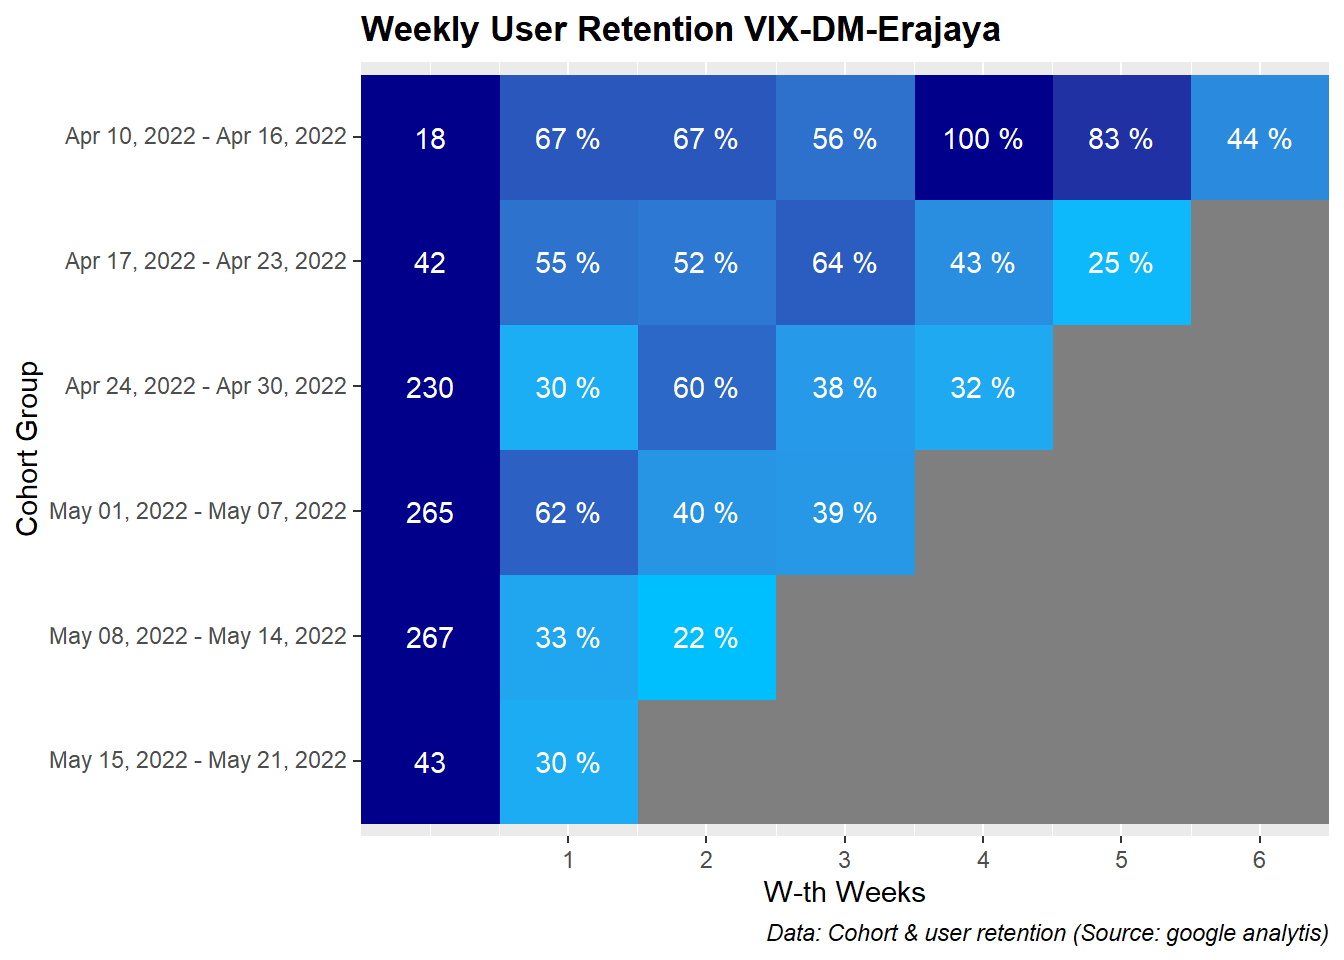 Weekly User Retention VIX-DM-Erajaya
Cohort Group
Apr 10, 2022 - Apr 16, 2022 18 67 % 67 % 56 % 100 % 83 % 44 %
Apr 17, 2022 - Apr 23, 2022 42 55 % 52 % 64 % 43 % 25 %
Apr 24, 2022 - Apr 30, 2022 230 30 % 60 % 38 % 32 %
May 01, 2022 - May 07, 2022 265 62 % 40 % 39 %
May 08, 2022 - May 14, 2022 267 33 % 22 %
May 15, 2022 - May 21, 2022 43 30 %
1 2 3 4 5 6
W-th Weeks
Data: Cohort & user retention (Source: google analytis)